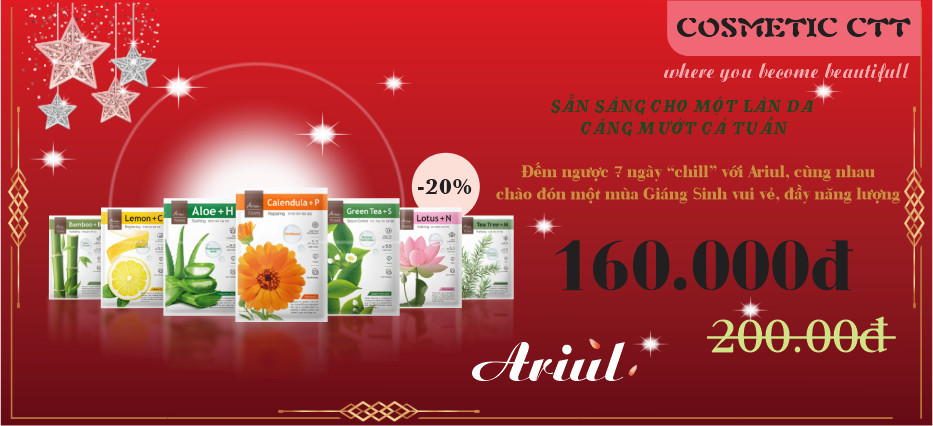 COSMETIC CTT
where you become beautifull
SẴN SÀNG CHO MỘT LÀN DA
CĂNG MƯỚT CẢ TUẦN
Đếm ngược 7 ngày “chill” với Ariul, cùng nhau
chào đón một mùa Giáng Sinh vui vẻ, đầy năng lượng
-20%
Bamboo +
Lemon + C
Aloe + H
Calendula + P
Repairing
Green Tea + S
Lotus + N
Tea Tree + M
160.000đ
200.00đ
Ariul